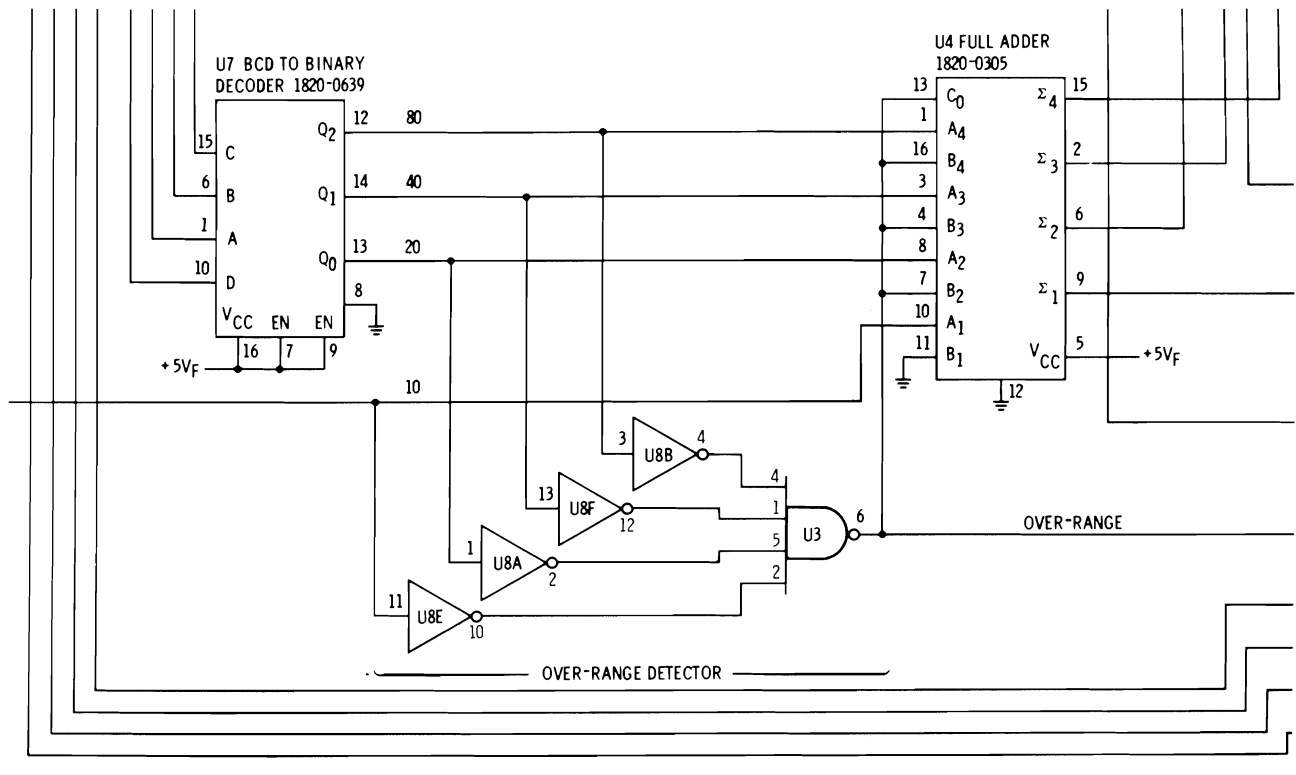 U7 BCD TO BINARY
DECODER 1820-0639
U4 FULL ADDER
1820-0305
15 C
6 B
1 A
10 D
Q2 12 80
Q1 14 40
Q0 13 20
8
VCC EN EN
16 7 9
+5VF
13 C0
1 A4
16 B4
3 A3
4 B3
8 A2
7 B2
10 A1
11 B1
Σ4 15
Σ3 2
Σ2 6
Σ1 9
VCC 5 +5VF
12
10
3 U8B 4
13 U8F 12
1 U8A 2
11 U8E 10
4
1
5
2
U3 6
OVER-RANGE
OVER-RANGE DETECTOR